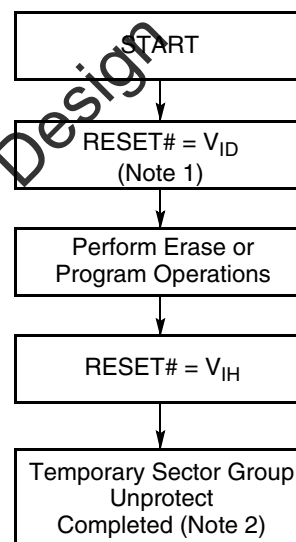 START
Design
RESET# = VID
(Note 1)
Perform Erase or
Program Operations
RESET# = VIH
Temporary Sector Group
Unprotect
Completed (Note 2)